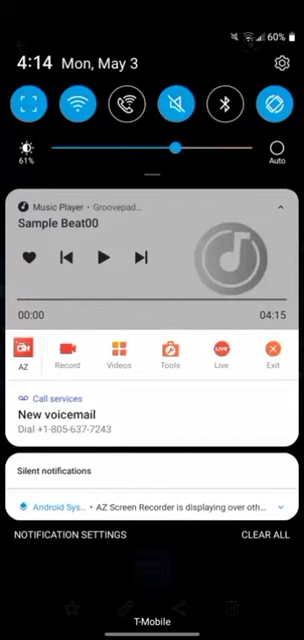 60%
4:14 Mon, May 3
61%
Auto
Music Player • Groovepad...
Sample Beat00
00:00 04:15
AZ Record Videos Tools LIVE Live Exit
Call services
New voicemail
Dial +1-805-637-7243
Silent notifications
Android Sys... • AZ Screen Recorder is displaying over oth...
NOTIFICATION SETTINGS CLEAR ALL
T-Mobile